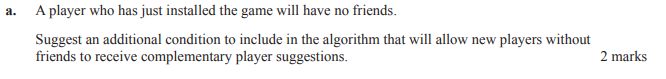 a. A player who has just installed the game will have no friends.
Suggest an additional condition to include in the algorithm that will allow new players without
friends to receive complementary player suggestions. 2 marks